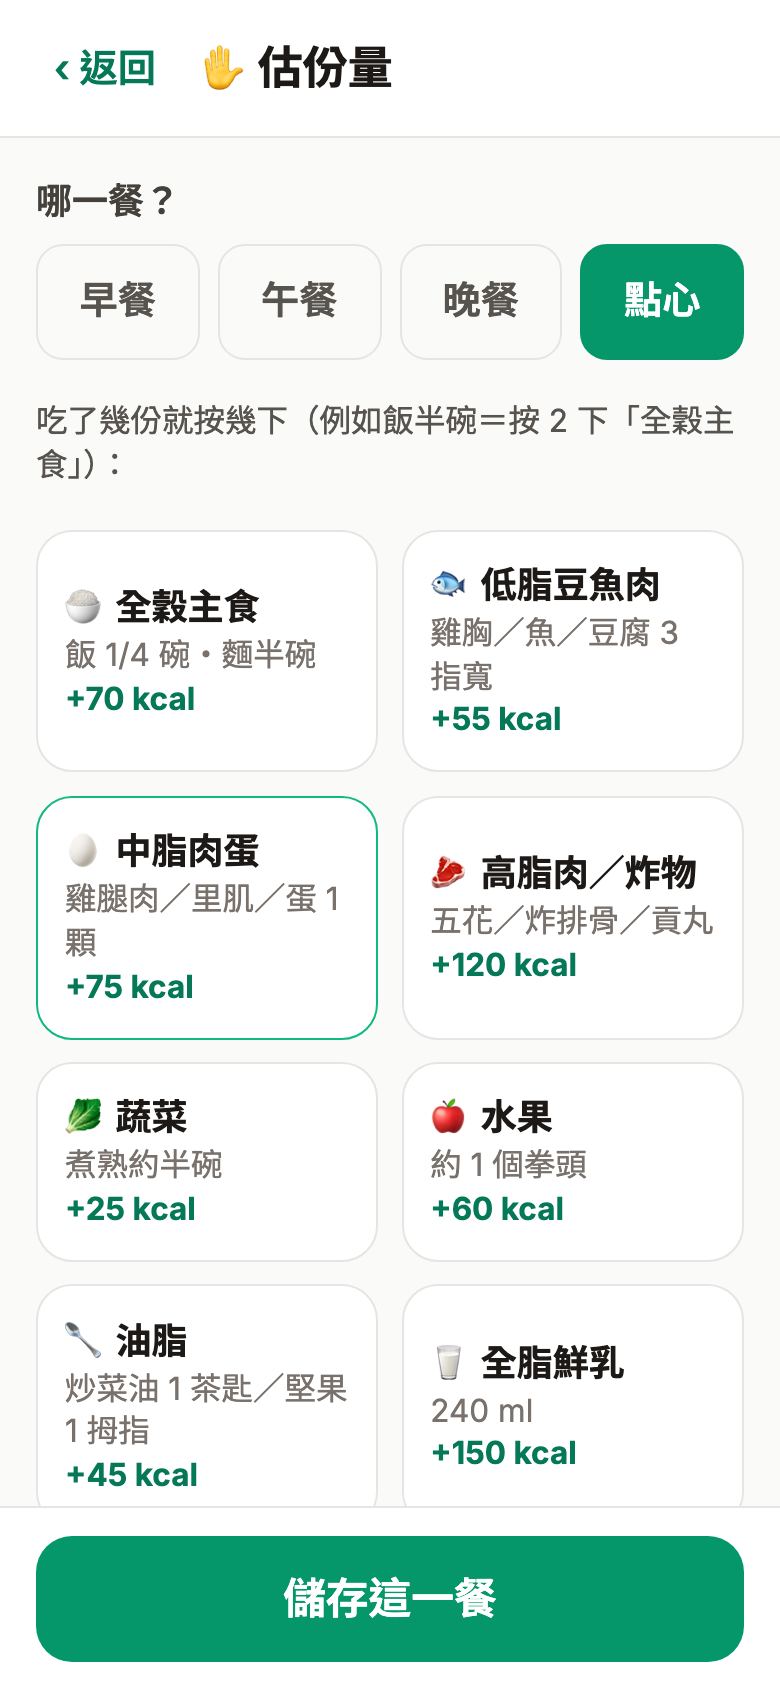 ‹ 返回 估份量
哪一餐？
早餐 午餐 晚餐 點心
吃了幾份就按幾下（例如飯半碗＝按 2 下「全穀主
食」）：
全穀主食
飯 1/4 碗・麵半碗
+70 kcal
低脂豆魚肉
雞胸／魚／豆腐 3
指寬
+55 kcal
中脂肉蛋
雞腿肉／里肌／蛋 1
顆
+75 kcal
高脂肉／炸物
五花／炸排骨／貢丸
+120 kcal
蔬菜
煮熟約半碗
+25 kcal
水果
約 1 個拳頭
+60 kcal
油脂
炒菜油 1 茶匙／堅果
1 拇指
+45 kcal
全脂鮮乳
240 ml
+150 kcal
儲存這一餐